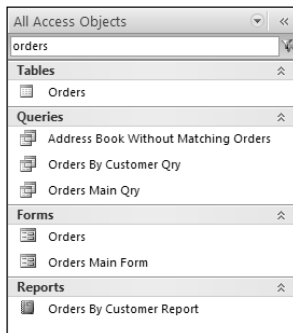 All Access Objects
orders
Tables
Orders
Queries
Address Book Without Matching Orders
Orders By Customer Qry
Orders Main Qry
Forms
Orders
Orders Main Form
Reports
Orders By Customer Report